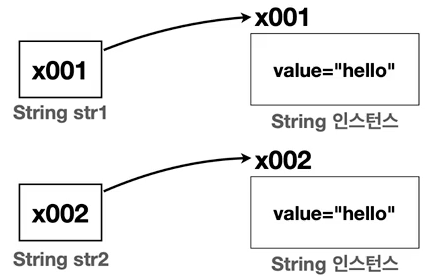 x001
x001
value="hello"
String str1
String 인스턴스
x002
x002
value="hello"
String str2
String 인스턴스